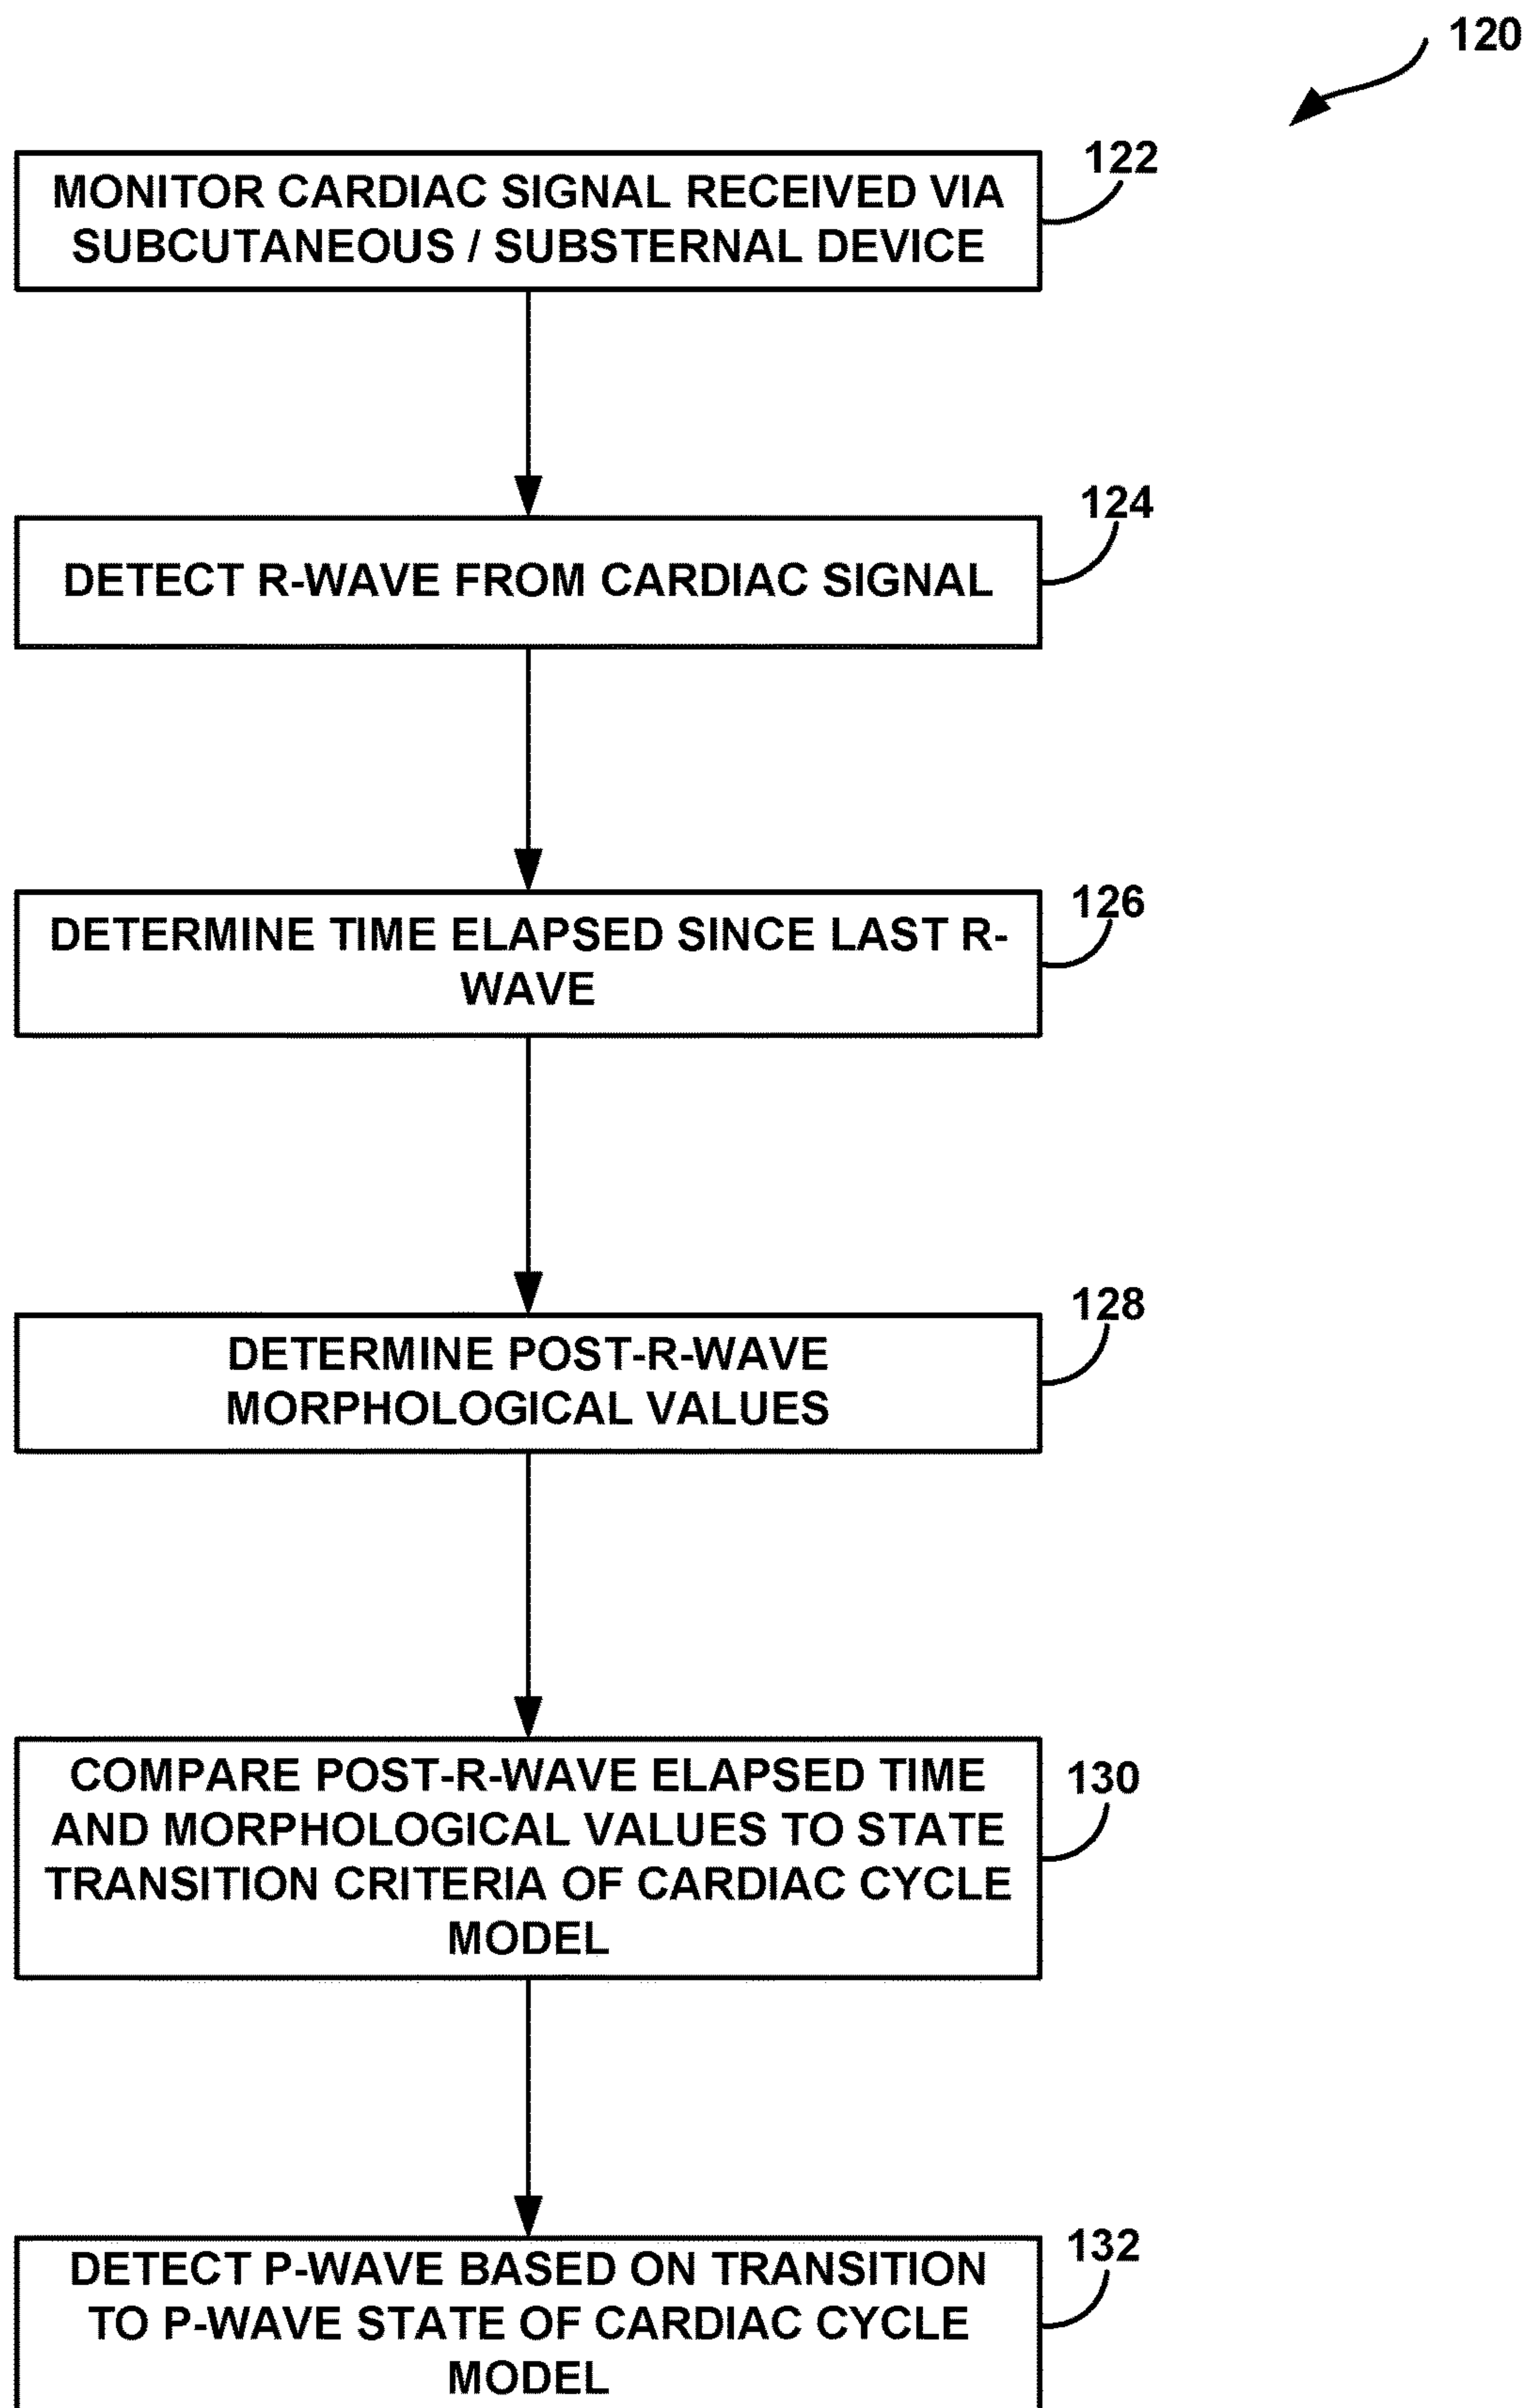 120
122
MONITOR CARDIAC SIGNAL RECEIVED VIA
SUBCUTANEOUS / SUBSTERNAL DEVICE
124
DETECT R-WAVE FROM CARDIAC SIGNAL
126
DETERMINE TIME ELAPSED SINCE LAST R-
WAVE
128
DETERMINE POST-R-WAVE
MORPHOLOGICAL VALUES
130
COMPARE POST-R-WAVE ELAPSED TIME
AND MORPHOLOGICAL VALUES TO STATE
TRANSITION CRITERIA OF CARDIAC CYCLE
MODEL
132
DETECT P-WAVE BASED ON TRANSITION
TO P-WAVE STATE OF CARDIAC CYCLE
MODEL